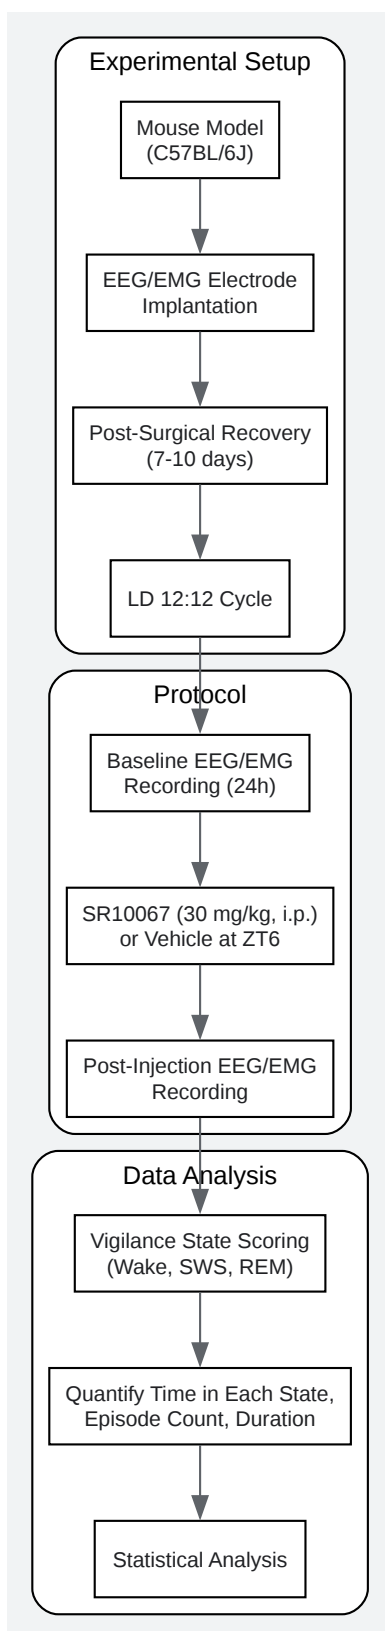 Experimental Setup
Mouse Model
(C57BL/6J)
EEG/EMG Electrode
Implantation
Post-Surgical Recovery
(7-10 days)
LD 12:12 Cycle
Protocol
Baseline EEG/EMG
Recording (24h)
SR10067 (30 mg/kg, i.p.)
or Vehicle at ZT6
Post-Injection EEG/EMG
Recording
Data Analysis
Vigilance State Scoring
(Wake, SWS, REM)
Quantify Time in Each State,
Episode Count, Duration
Statistical Analysis